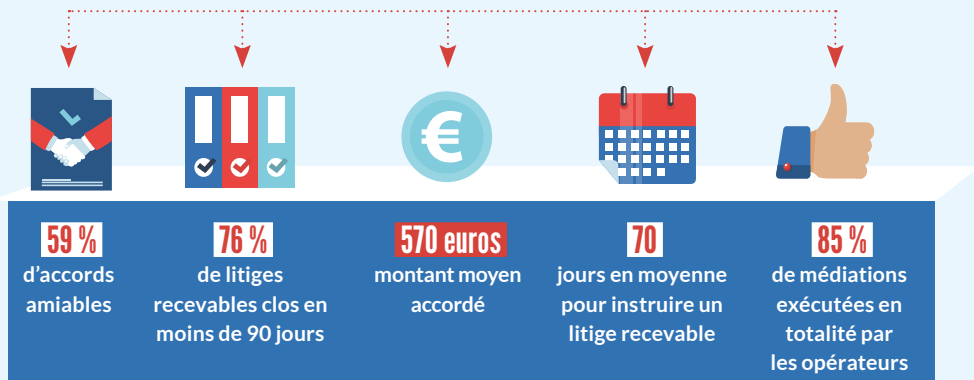 59 %
d'accords
amiables
76 %
de litiges
recevables clos en
moins de 90 jours
€
570 euros
montant moyen
accordé
70
jours en moyenne
pour instruire un
litige recevable
85 %
de médiations
exécutées en
totalité par
les opérateurs